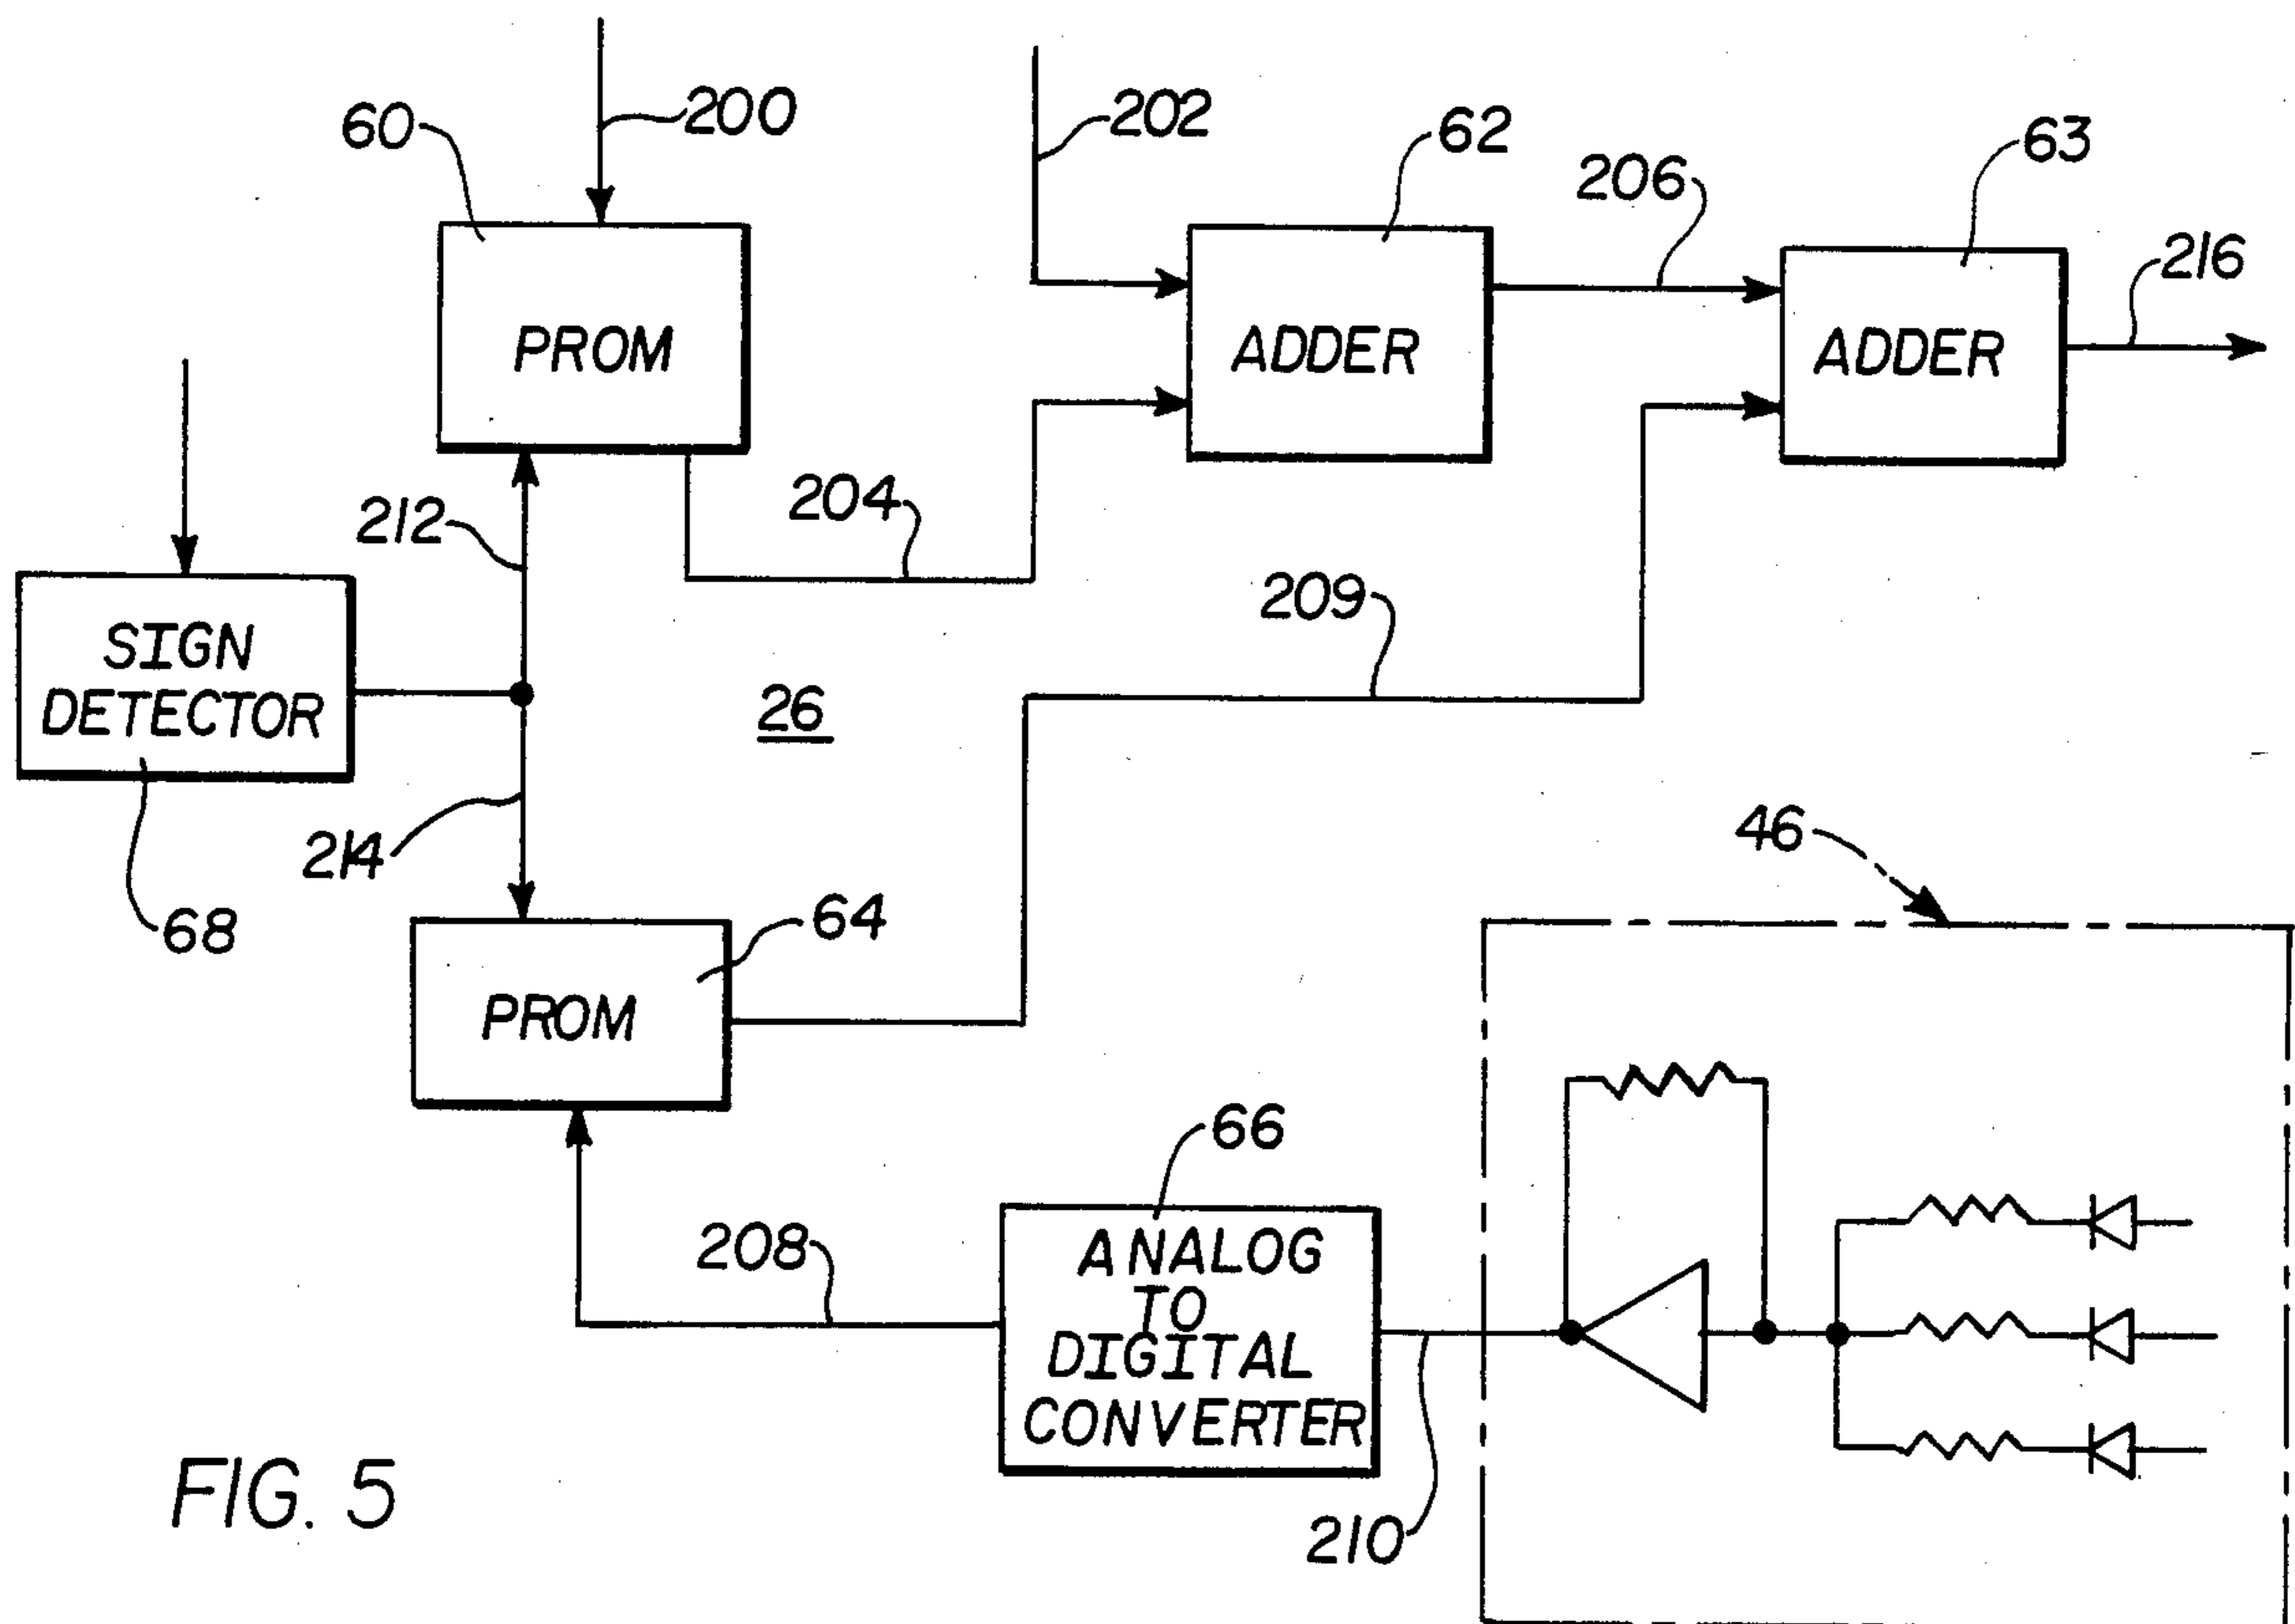 200
60
202
62
206
63
216
PROM
ADDER
ADDER
212
204
SIGN
DETECTOR
209
26
214
46
68
64
PROM
66
208
ANALOG
TO
DIGITAL
CONVERTER
210
FIG. 5